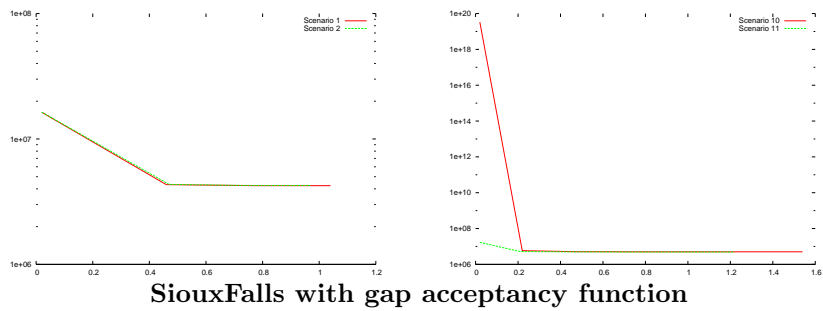 1e+08
Scenario 1
Scenario 2
1e+07
1e+06
0 0.2 0.4 0.6 0.8 1 1.2
1e+20
Scenario 10
Scenario 11
1e+18
1e+16
1e+14
1e+12
1e+10
1e+08
1e+06
0 0.2 0.4 0.6 0.8 1 1.2 1.4 1.6
SiouxFalls with gap acceptancy function